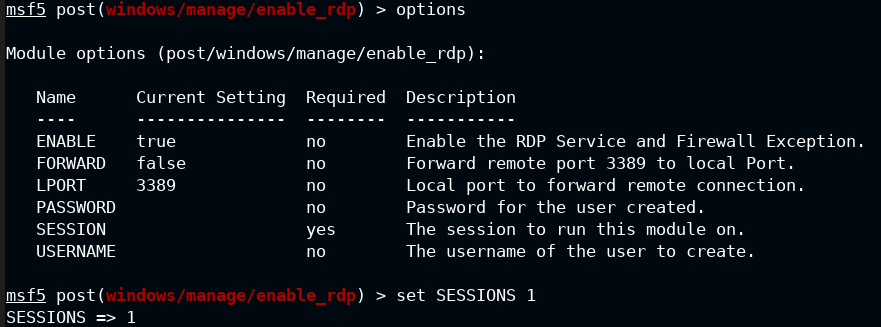 msf5 post(windows/manage/enable_rdp) > options
Module options (post/windows/manage/enable_rdp):
Name Current Setting Required Description
---- --------------- -------- -----------
ENABLE true no Enable the RDP Service and Firewall Exception.
FORWARD false no Forward remote port 3389 to local Port.
LPORT 3389 no Local port to forward remote connection.
PASSWORD no Password for the user created.
SESSION yes The session to run this module on.
USERNAME no The username of the user to create.
msf5 post(windows/manage/enable_rdp) > set SESSIONS 1
SESSIONS => 1